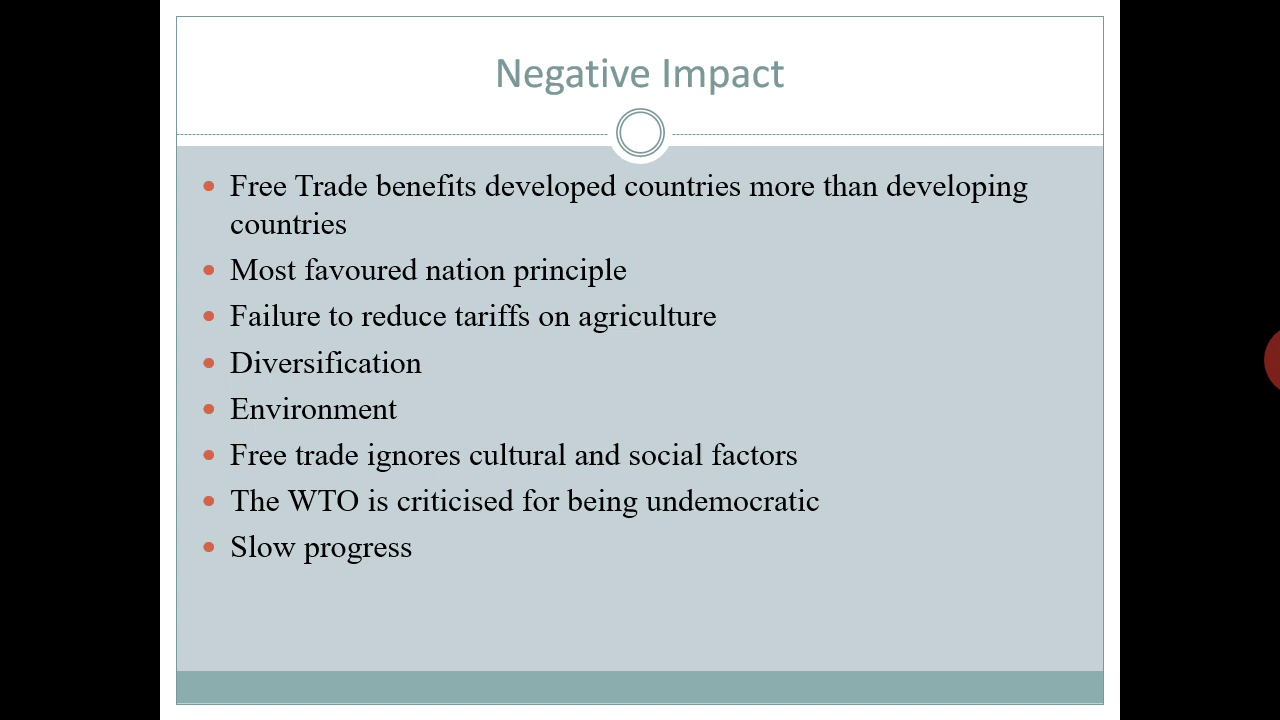 Negative Impact
• Free Trade benefits developed countries more than developing
countries
• Most favoured nation principle
• Failure to reduce tariffs on agriculture
• Diversification
• Environment
• Free trade ignores cultural and social factors
• The WTO is criticised for being undemocratic
• Slow progress